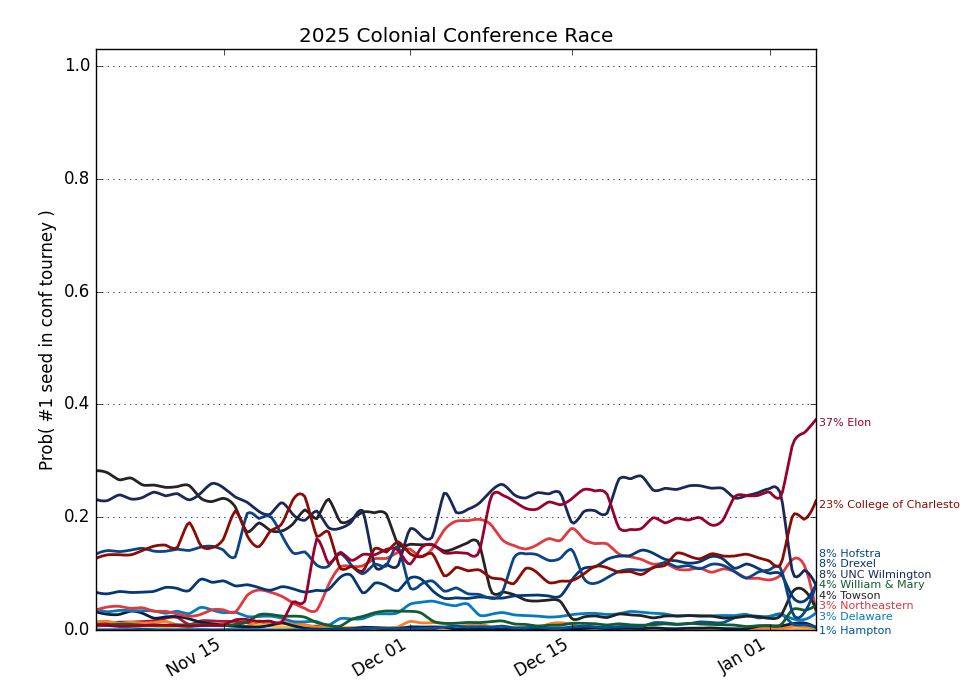 2025 Colonial Conference Race
Prob( #1 seed in conf tourney )
1.0
0.8
0.6
0.4
0.2
0.0
Nov 15
Dec 01
Dec 15
Jan 01
37% Elon
23% College of Charlesto
8% Hofstra
8% Drexel
8% UNC Wilmington
4% William & Mary
4% Towson
3% Northeastern
3% Delaware
1% Hampton